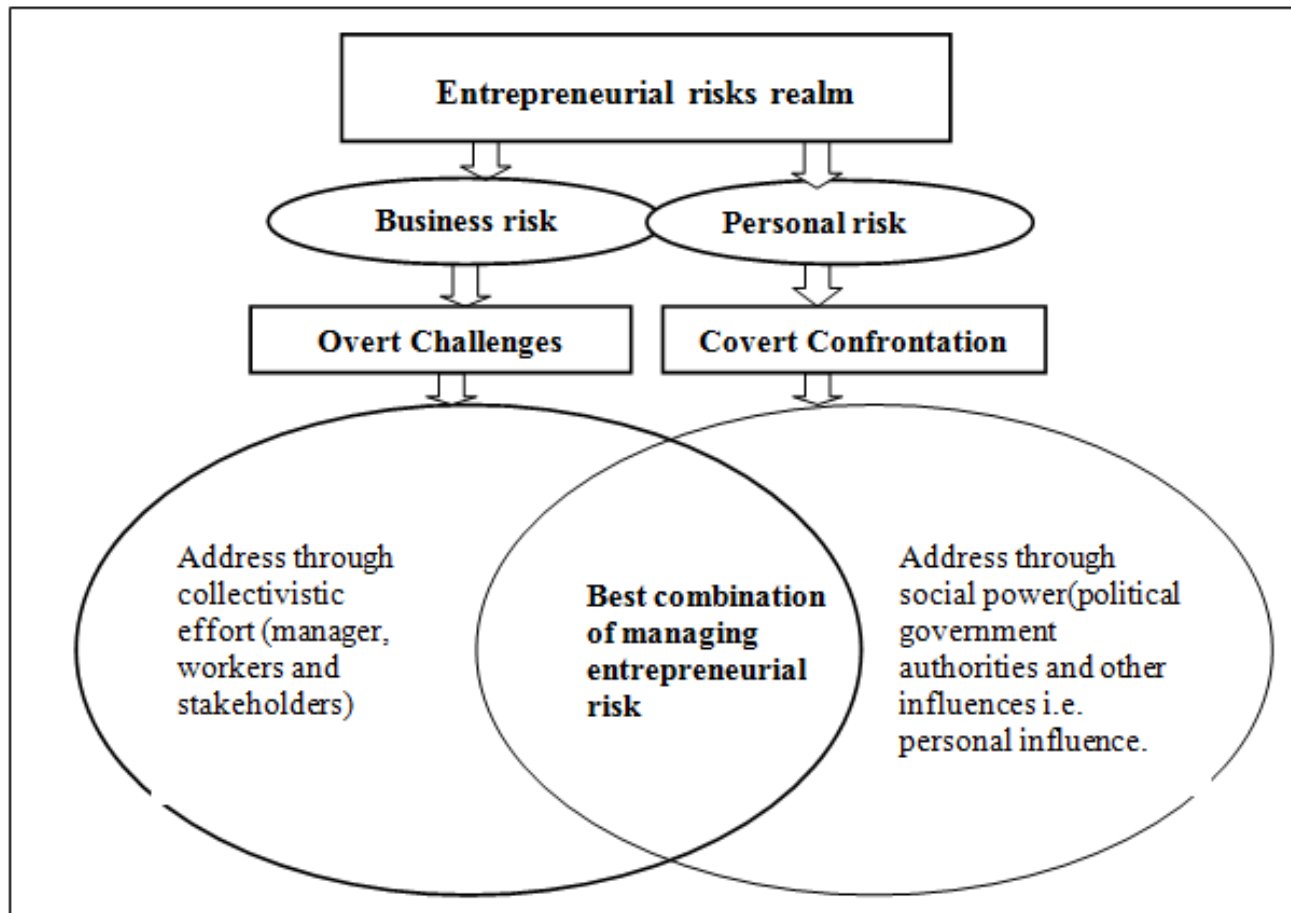 Entrepreneurial risks realm
Business risk
Personal risk
Overt Challenges
Covert Confrontation
Address through
collectivistic
effort (manager,
workers and
stakeholders)
Best combination
of managing
entrepreneurial
risk
Address through
social power(political
government
authorities and other
influences i.e.
personal influence.